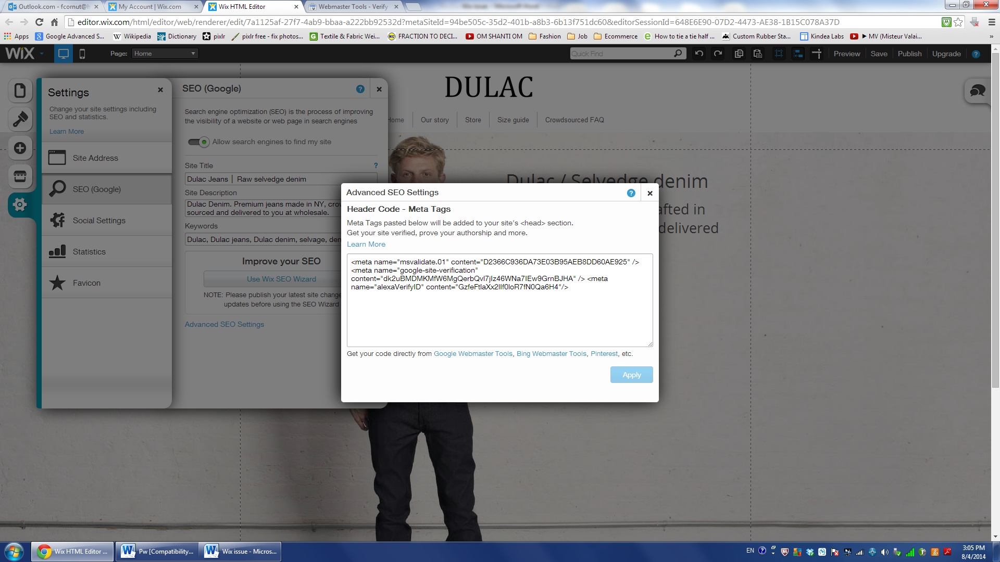 Outlook.com - fcornut@h
My Account | Wix.com
Wix HTML Editor
Webmaster Tools - Verify
editor.wix.com/html/editor/web/renderer/edit/7a1125af-27f7-4ab9-bbaa-a222bb92532d?metaSiteId=94be505c-35d2-401b-a8b3-6b13f751dc60&editorSessionId=648E6E90-07D2-4473-AE38-1B15C078A37D
Apps
Google Advanced S...
Wikipedia
Dictionary
pixlr
pixlr free - fix photos...
Textile & Fabric Wei...
FRACTION TO DECI...
OM SHANTI OM
Fashion
Job
Ecommerce
How to tie a tie half ...
Custom Rubber Sta...
Kindea Labs
MV (Misteur Valai...
»
WiX
Page:
Home
Quick Find
Preview
Save
Publish
Upgrade
?
DULAC
Home
Our story
Store
Size guide
Crowdsourced FAQ
Settings
Change your site settings including
SEO and statistics.
Learn More
Site Address
SEO (Google)
Social Settings
Statistics
Favicon
SEO (Google)
?
Search engine optimization (SEO) is the process of improving
the visibility of a website or web page in search engines
Allow search engines to find my site
Site Title
?
Dulac Jeans | Raw selvedge denim
Site Description
Dulac Denim. Premium jeans made in NY, crow
sourced and delivered to you at wholesale.
Keywords
Dulac, Dulac jeans, Dulac denim, selvage, den
Improve your SEO
Use Wix SEO Wizard
NOTE: Please publish your latest site change
updates before using the SEO Wizard
Advanced SEO Settings
Dulac / Selvedge denim
afted in
delivered
Advanced SEO Settings
?
Header Code - Meta Tags
Meta Tags pasted below will be added to your site's <head> section.
Get your site verified, prove your authorship and more.
Learn More
<meta name="msvalidate.01" content="D2366C936DA73E03B95AEB8DD60AE925" />
<meta name="google-site-verification"
content="dk2uBMDMKMfW6MgQerbQvl7jIz46WNa7IEw9GrnBJHA" /> <meta
name="alexaVerifyID" content="GzfeFtlaXx2lIf0loR7fN0Qa6H4"/>
Get your code directly from Google Webmaster Tools, Bing Webmaster Tools, Pinterest, etc.
Apply
Wix HTML Editor ...
Pw [Compatibility...
Wix issue - Micros...
EN
3:05 PM
8/4/2014